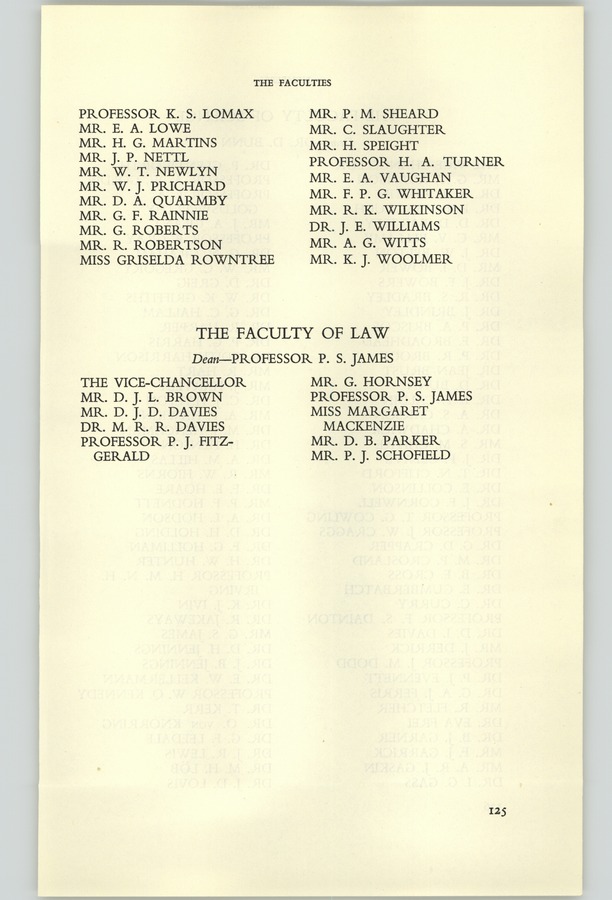 THE FACULTIES
PROFESSOR K. S. LOMAX
MR. E. A. LOWE
MR. H. G. MARTINS
MR. J. P. NETTL
MR. W. T. NEWLYN
MR. W. J. PRICHARD
MR. D. A. QUARMBY
MR. G. F. RAINNIE
MR. G. ROBERTS
MR. R. ROBERTSON
MISS GRISELDA ROWNTREE
MR. P. M. SHEARD
MR. C. SLAUGHTER
MR. H. SPEIGHT
PROFESSOR H. A. TURNER
MR. E. A. VAUGHAN
MR. F. P. G. WHITAKER
MR. R. K. WILKINSON
DR. J. E. WILLIAMS
MR. A. G. WITTS
MR. K. J. WOOLMER
THE FACULTY OF LAW
Dean—PROFESSOR P. S. JAMES
THE VICE-CHANCELLOR
MR. D. J. L. BROWN
MR. D. J. D. DAVIES
DR. M. R. R. DAVIES
PROFESSOR P. J. FITZ-
GERALD
MR. G. HORNSEY
PROFESSOR P. S. JAMES
MISS MARGARET
MACKENZIE
MR. D. B. PARKER
MR. P. J. SCHOFIELD
125